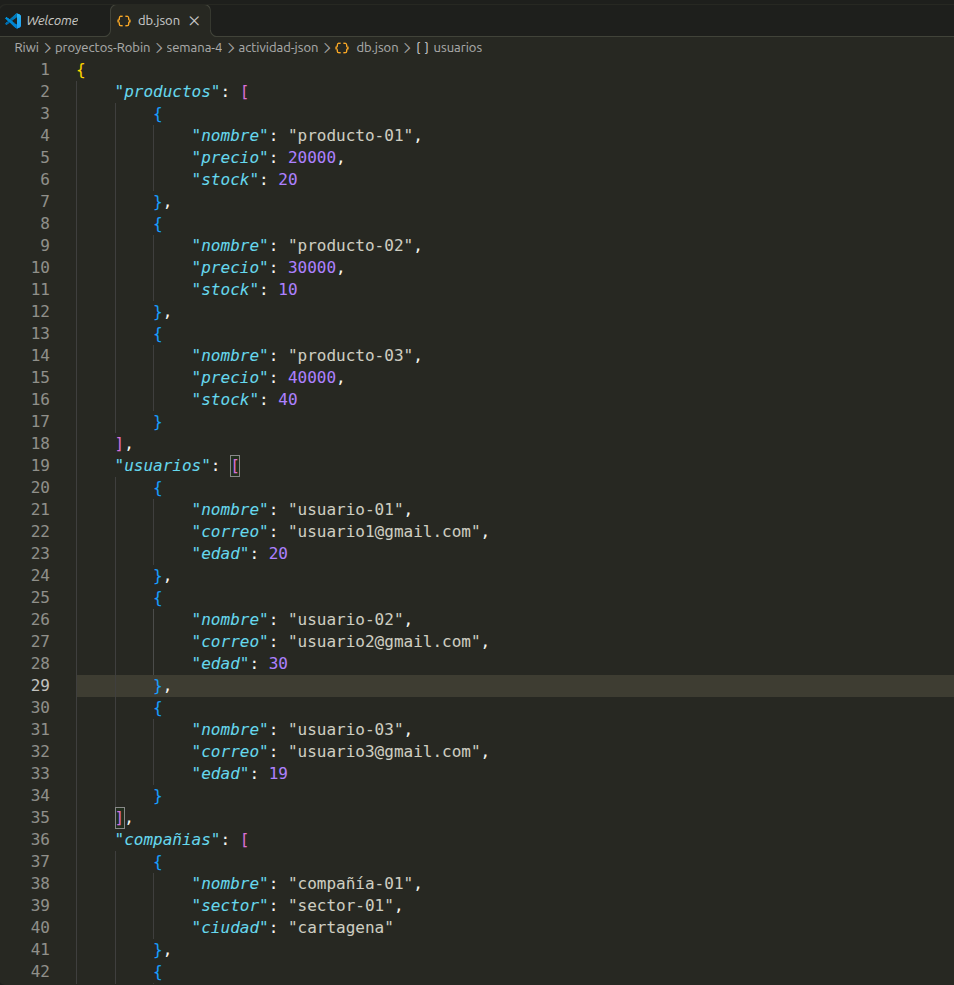 Welcome db.json
Riwi > proyectos-Robin > semana-4 > actividad-json > {} db.json > [ ] usuarios
1 {
2     "productos": [
3         {
4             "nombre": "producto-01",
5             "precio": 20000,
6             "stock": 20
7         },
8         {
9             "nombre": "producto-02",
10             "precio": 30000,
11             "stock": 10
12         },
13         {
14             "nombre": "producto-03",
15             "precio": 40000,
16             "stock": 40
17         }
18     ],
19     "usuarios": [
20         {
21             "nombre": "usuario-01",
22             "correo": "usuario1@gmail.com",
23             "edad": 20
24         },
25         {
26             "nombre": "usuario-02",
27             "correo": "usuario2@gmail.com",
28             "edad": 30
29         },
30         {
31             "nombre": "usuario-03",
32             "correo": "usuario3@gmail.com",
33             "edad": 19
34         }
35     ],
36     "compañias": [
37         {
38             "nombre": "compañía-01",
39             "sector": "sector-01",
40             "ciudad": "cartagena"
41         },
42         {